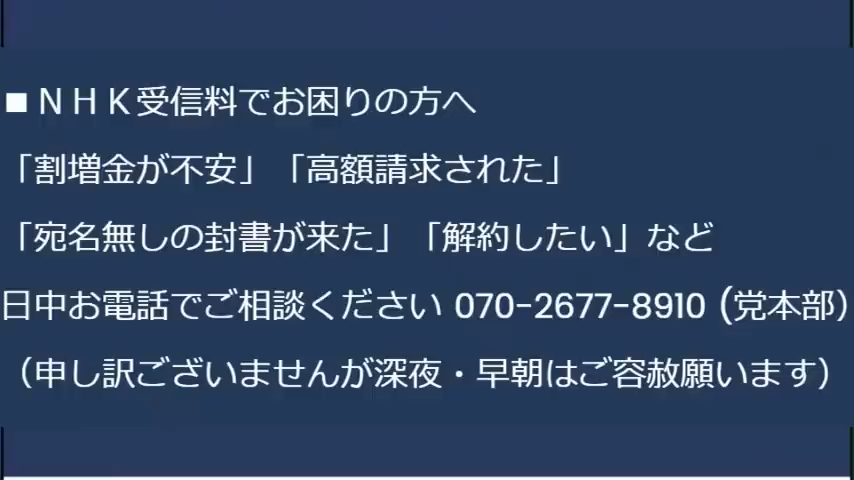 ■ＮＨＫ受信料でお困りの方へ
「割増金が不安」「高額請求された」
「宛名無しの封書が来た」「解約したい」など
日中お電話でご相談ください 070-2677-8910 (党本部)
（申し訳ございませんが深夜・早朝はご容赦願います）